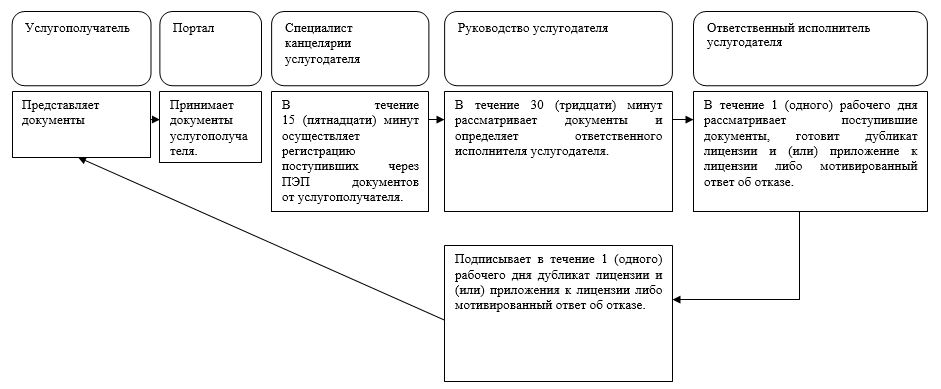 Услугополучатель
Портал
Специалист
канцелярии
услугодателя
Руководство услугодателя
Ответственный исполнитель
услугодателя
Представляет
документы
Принимает
документы
услугополуча
теля.
В течение
15 (пятнадцати) минут
осуществляет
регистрацию
поступивших через
ПЭП документов
от услугополучателя.
В течение 30 (тридцати) минут
рассматривает документы и
определяет ответственного
исполнителя услугодателя.
В течение 1 (одного) рабочего дня
рассматривает поступившие
документы, готовит дубликат
лицензии и (или) приложение к
лицензии либо мотивированный
ответ об отказе.
Подписывает в течение 1 (одного)
рабочего дня дубликат лицензии и
(или) приложения к лицензии либо
мотивированный ответ об отказе.